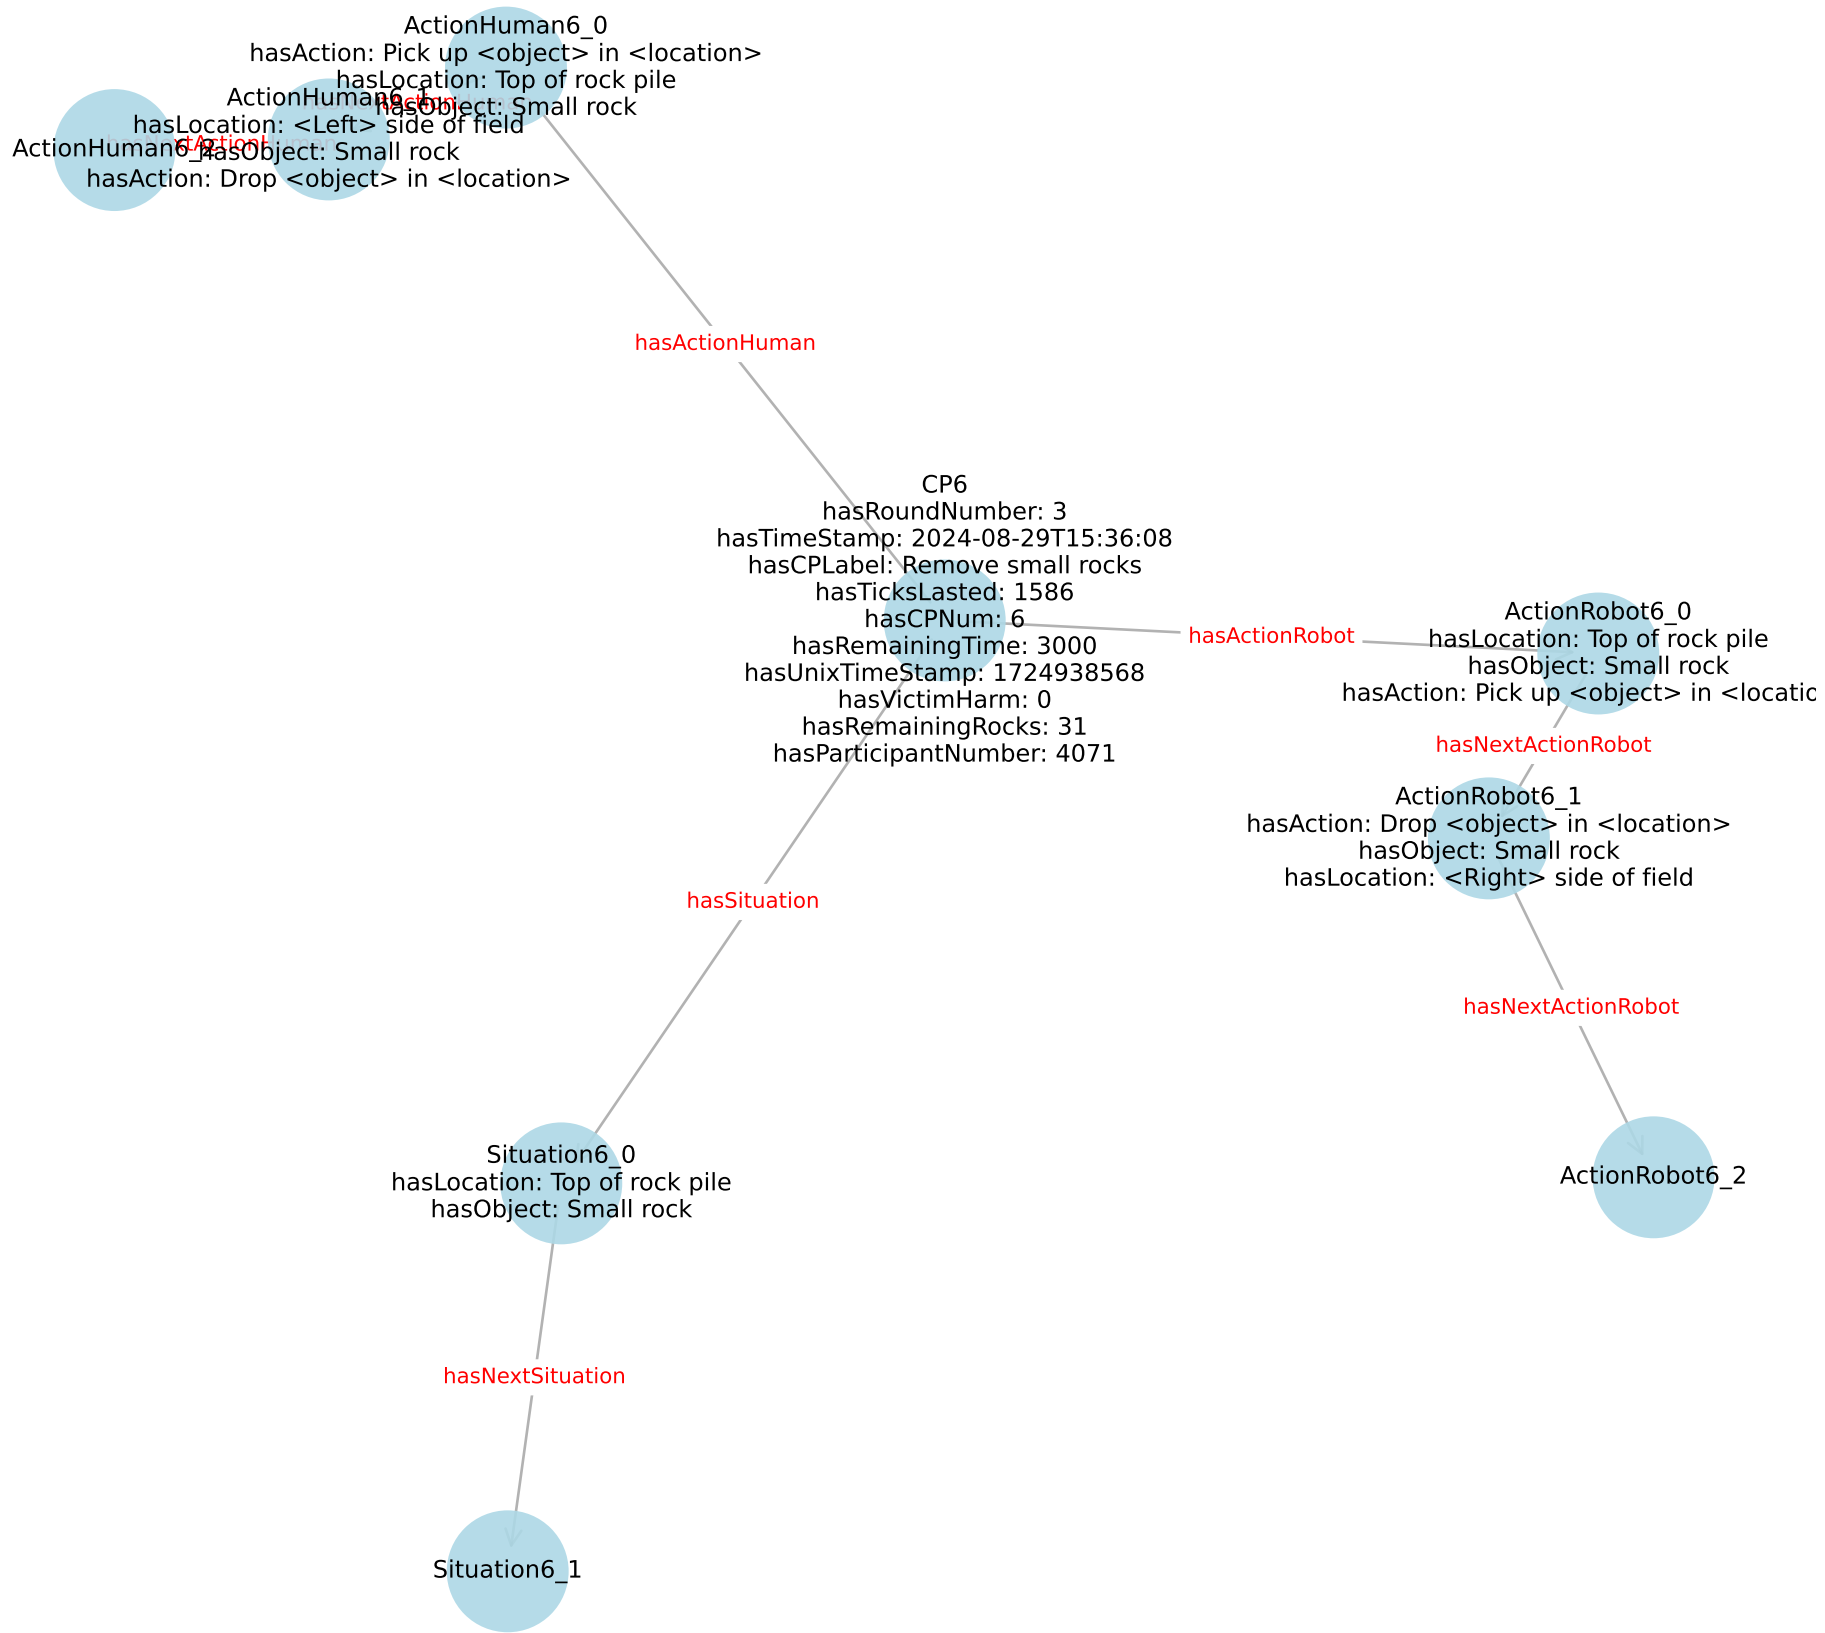 ActionHuman6_0
hasAction: Pick up <object> in <location>
hasLocation: Top of rock pile
hasObject: Small rock
ActionHuman6_1
hasLocation: <Left> side of field
hasObject: Small rock
hasAction: Drop <object> in <location>
hasNextActionHuman
ActionHuman6_2
hasNextActionHuman
hasActionHuman
CP6
hasRoundNumber: 3
hasTimeStamp: 2024-08-29T15:36:08
hasCPLabel: Remove small rocks
hasTicksLasted: 1586
hasCPNum: 6
hasRemainingTime: 3000
hasUnixTimeStamp: 1724938568
hasVictimHarm: 0
hasRemainingRocks: 31
hasParticipantNumber: 4071
hasActionRobot
ActionRobot6_0
hasLocation: Top of rock pile
hasObject: Small rock
hasAction: Pick up <object> in <locatic
hasNextActionRobot
ActionRobot6_1
hasAction: Drop <object> in <location>
hasObject: Small rock
hasLocation: <Right> side of field
hasSituation
hasNextActionRobot
Situation6_0
hasLocation: Top of rock pile
hasObject: Small rock
ActionRobot6_2
hasNextSituation
Situation6_1